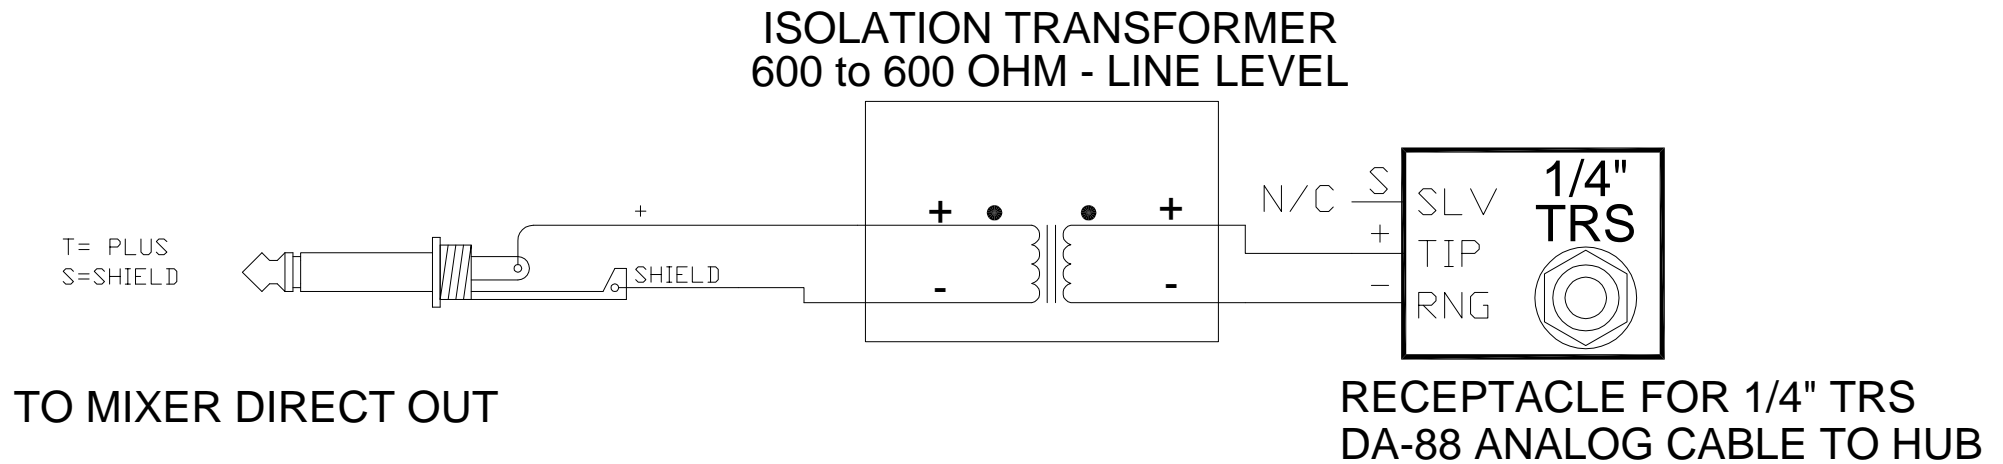 ISOLATION TRANSFORMER
600 to 600 OHM - LINE LEVEL
T= PLUS
S=SHIELD
+
SHIELD
+
-
+
-
N/C
S
+
-
SLV
TIP
RNG
1/4"
TRS
TO MIXER DIRECT OUT
RECEPTACLE FOR 1/4" TRS
DA-88 ANALOG CABLE TO HUB